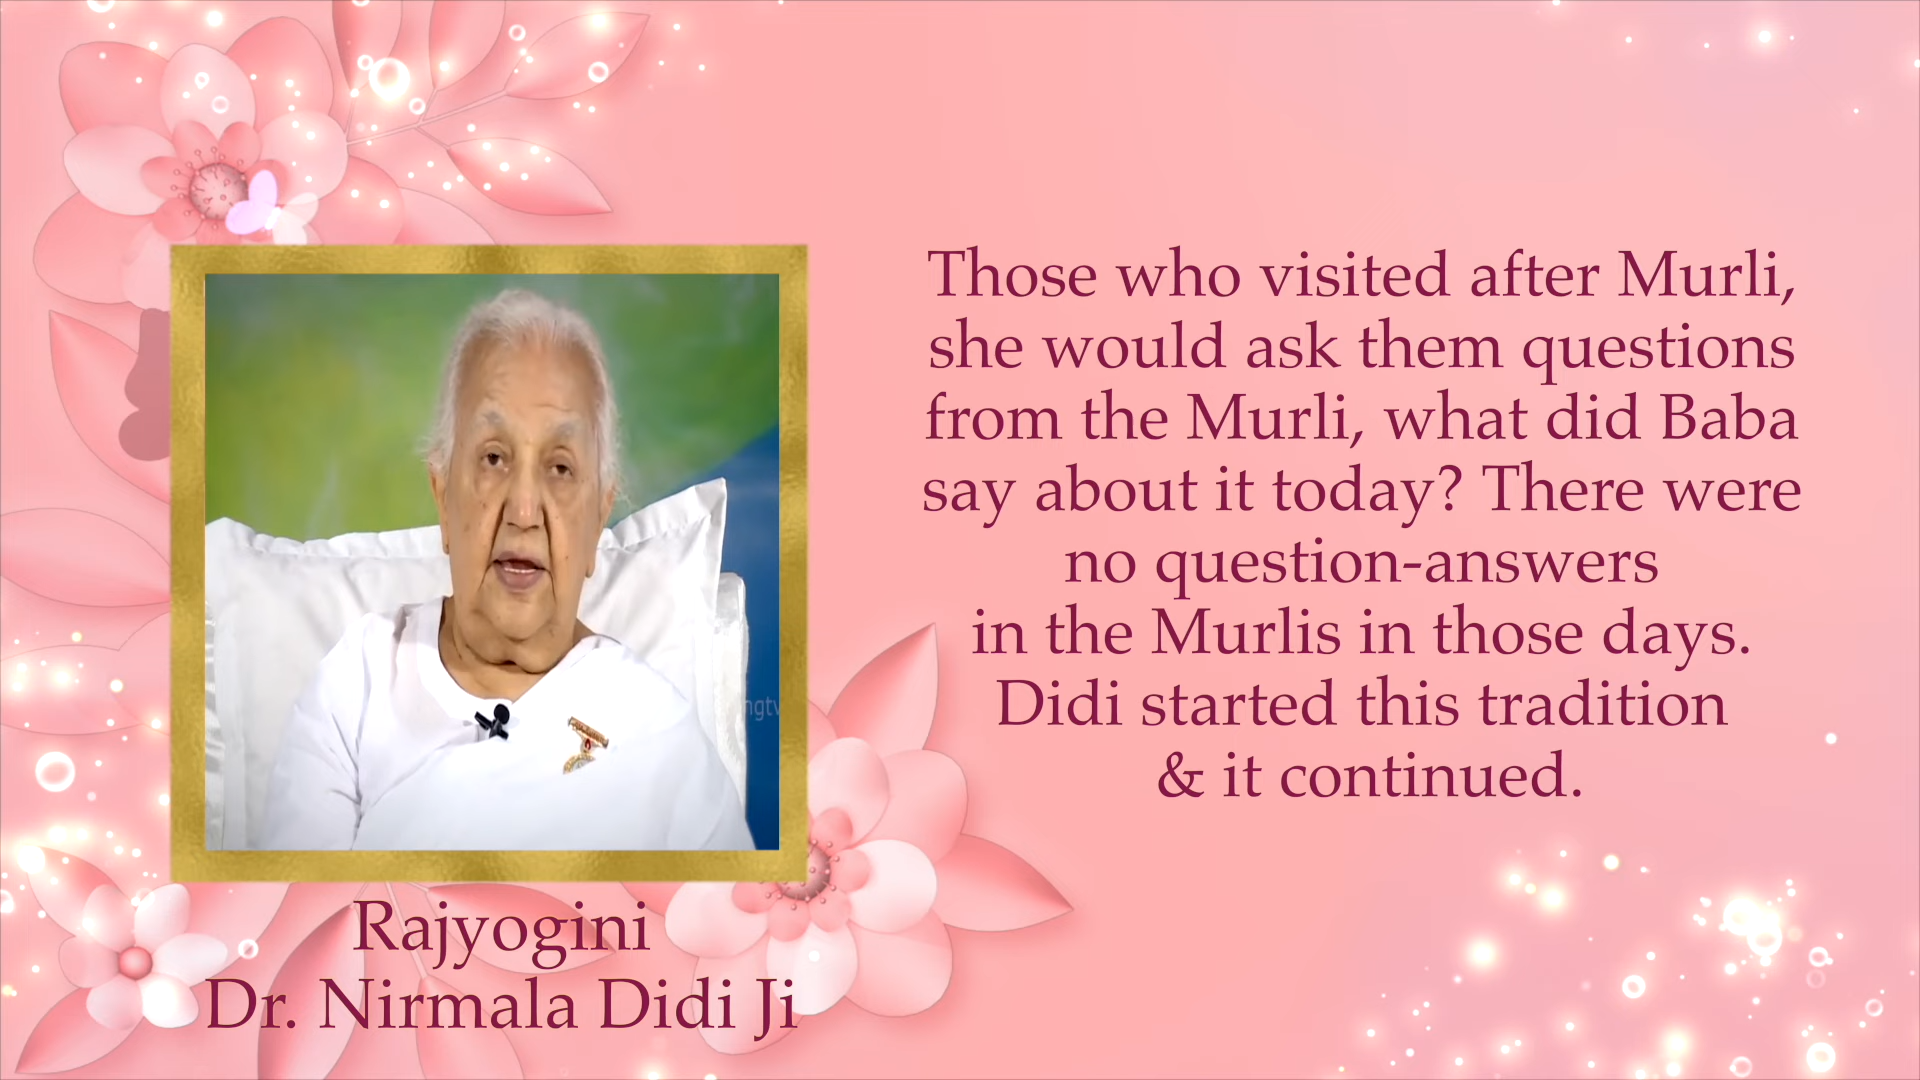 Those who visited after Murli,
she would ask them questions
from the Murli, what did Baba
say about it today? There were
no question-answers
in the Murlis in those days.
Didi started this tradition
& it continued.
Rajyogini
Dr. Nirmala Didi Ji